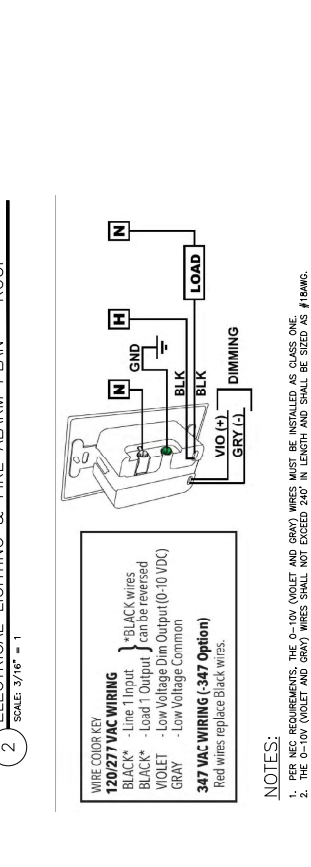 2
ELECTRICAL LIGHTING & FIRE ALARM PLAN - ROOF
SCALE: 3/16" = 1
WIRE COLOR KEY
120/277 VAC WIRING
BLACK* - Line 1 Input
BLACK* - Load 1 Output
*BLACK wires
can be reversed
VIOLET - Low Voltage Dim Output (0-10 VDC)
GRAY - Low Voltage Common
347 VAC WIRING (-347 Option)
Red wires replace Black wires.
N
GND
H
N
BLK
BLK
LOAD
VIO (+)
GRY (-)
DIMMING
NOTES:
1. PER NEC REQUIREMENTS, THE 0-10V (VIOLET AND GRAY) WIRES MUST BE INSTALLED AS CLASS ONE.
2. THE 0-10V (VIOLET AND GRAY) WIRES SHALL NOT EXCEED 240' IN LENGTH AND SHALL BE SIZED AS #18AWG.